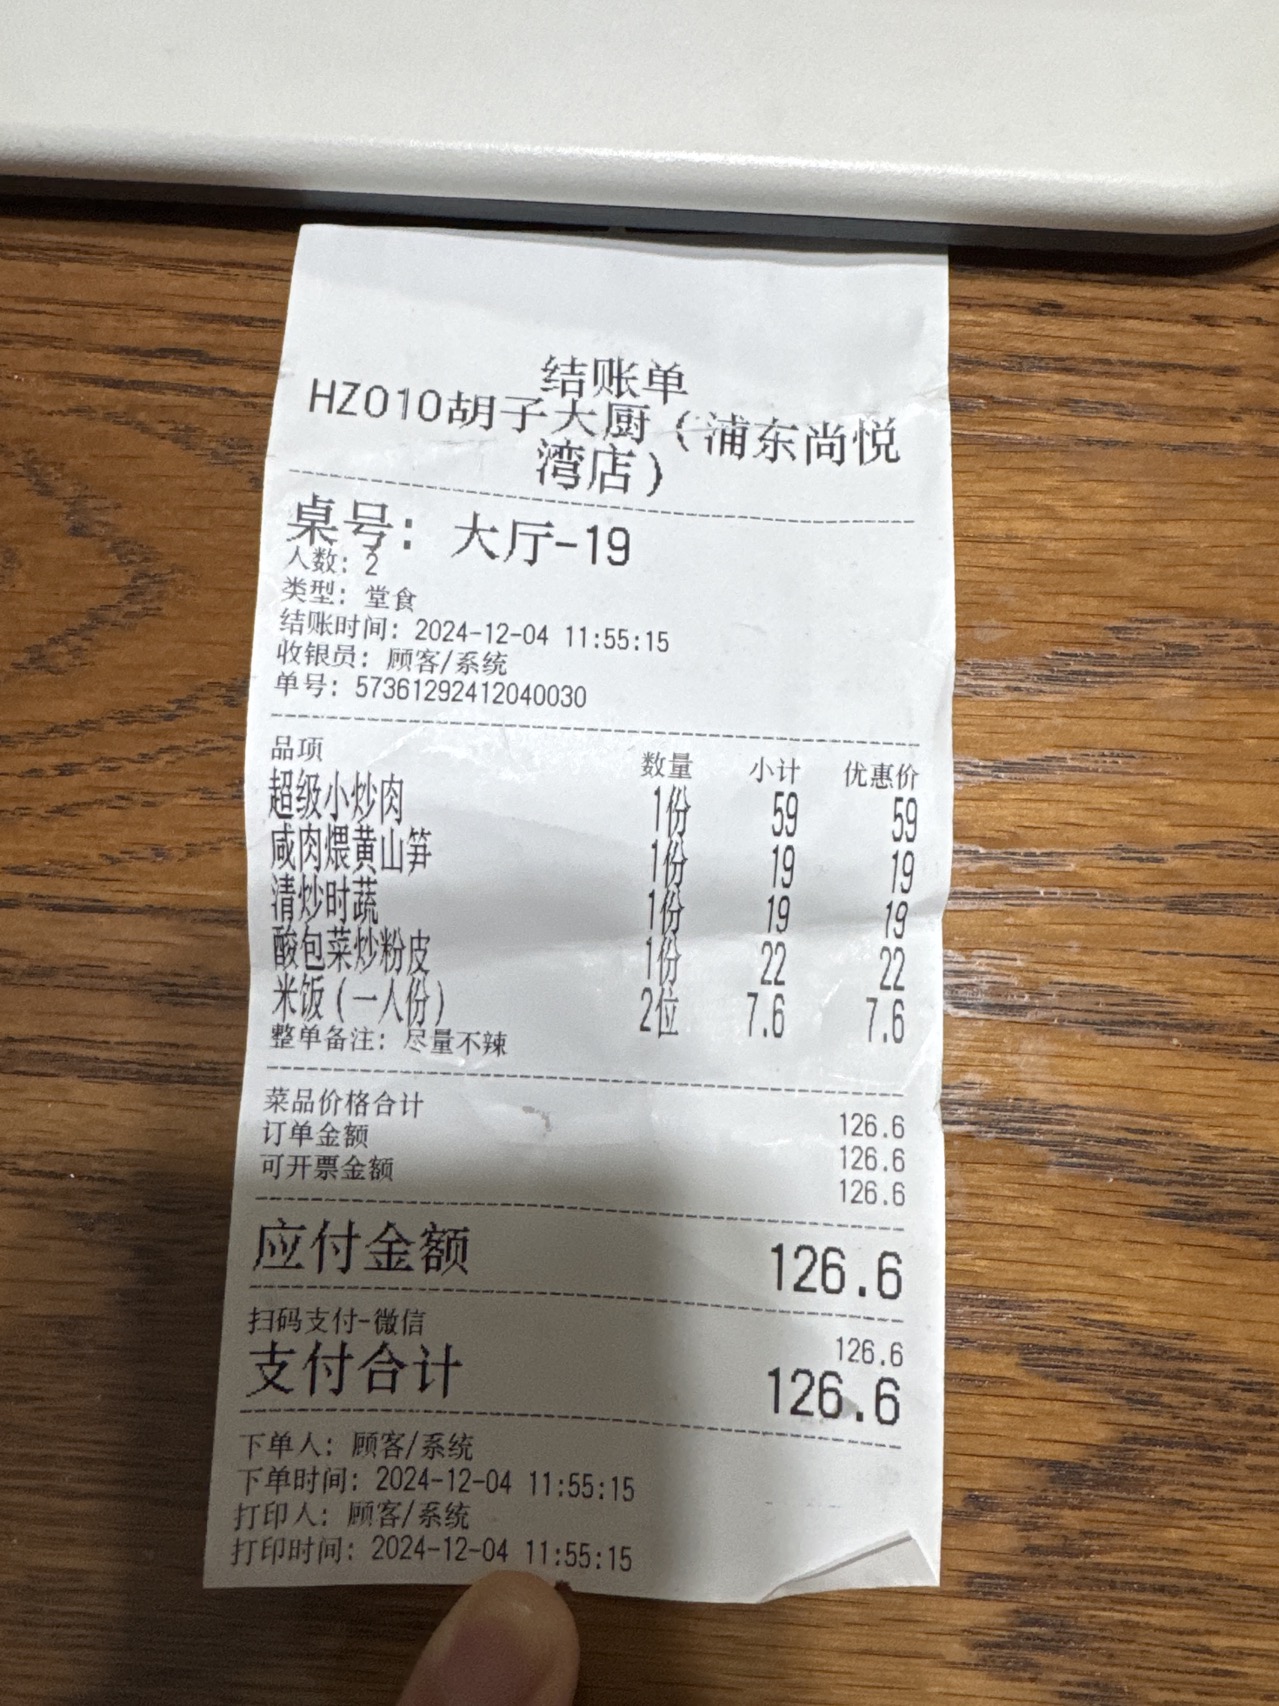 结账单
HZ010胡子大厨（浦东尚悦
湾店）
桌号：大厅-19
人数：2
类型：堂食
结账时间：2024-12-04 11:55:15
收银员：顾客/系统
单号：57361292412040030
品项 数量 小计 优惠价
超级小炒肉 1份 59 59
咸肉煨黄山笋 1份 19 19
清炒时蔬 1份 19 19
酸包菜炒粉皮 1份 22 22
米饭（一人份） 2位 7.6 7.6
整单备注：尽量不辣
菜品价格合计 126.6
订单金额 126.6
可开票金额 126.6
应付金额 126.6
扫码支付-微信 126.6
支付合计 126.6
下单人：顾客/系统
下单时间：2024-12-04 11:55:15
打印人：顾客/系统
打印时间：2024-12-04 11:55:15